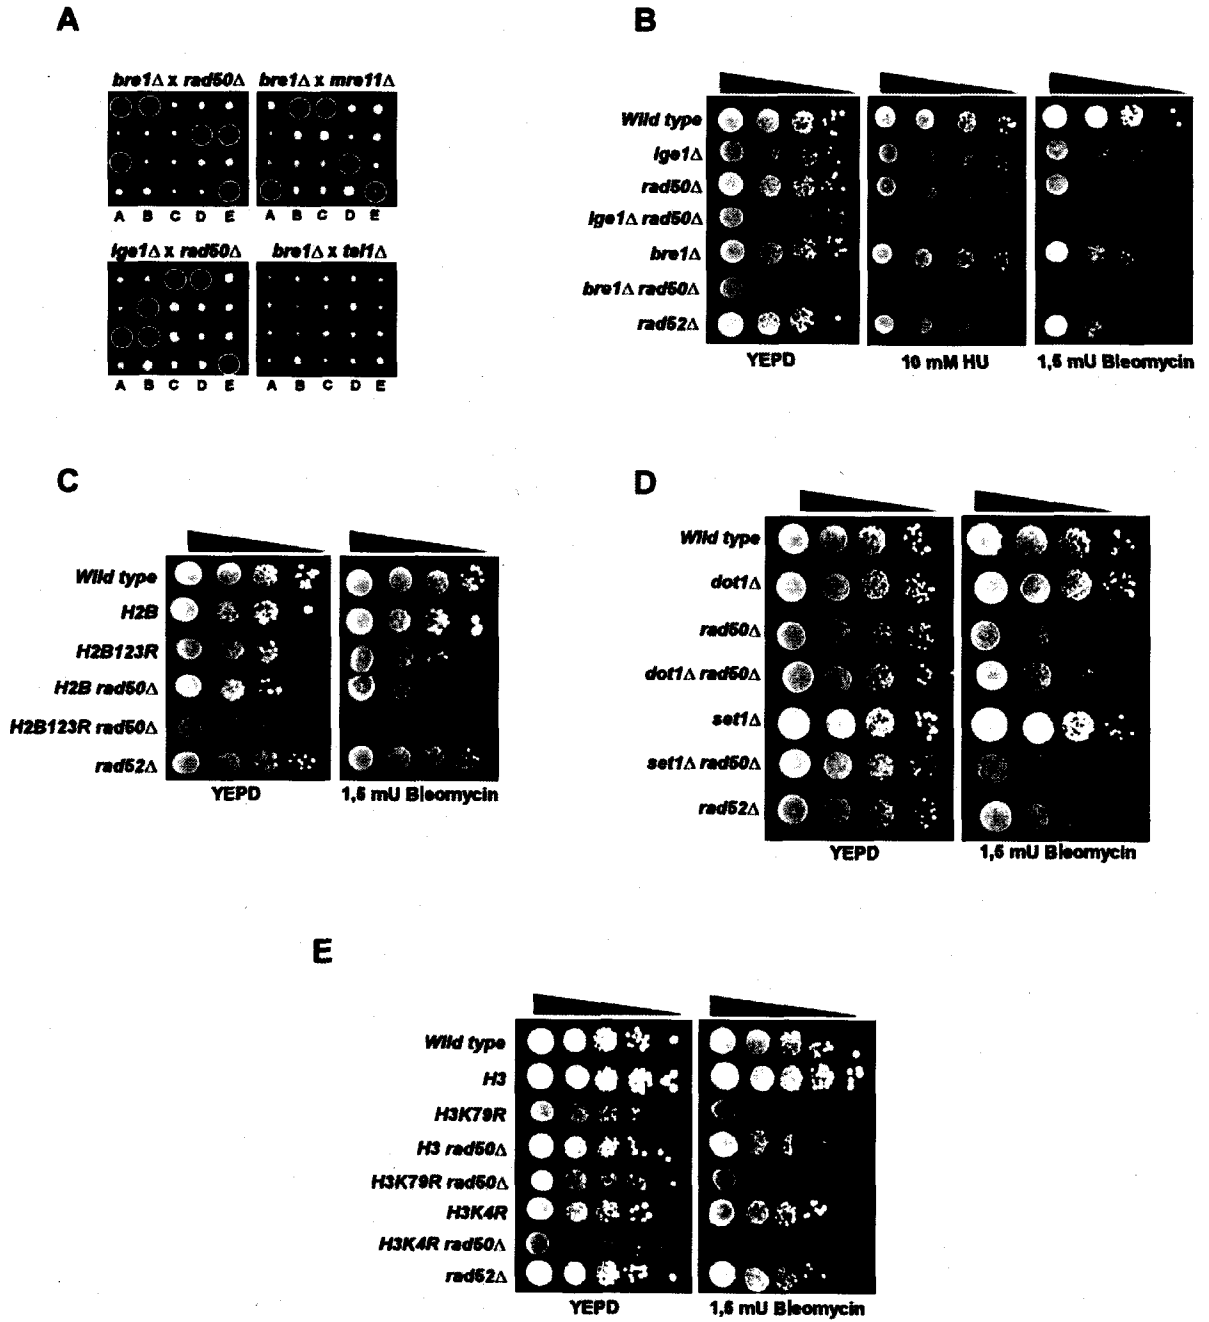 A
bre1Δ x rad50Δ
bre1Δ x mre11Δ
A B C D E
A B C D E
lge1Δ x rad50Δ
bre1Δ x tel1Δ
A B C D E
A B C D E
B
Wild type
lge1Δ
rad50Δ
lge1Δ rad50Δ
bre1Δ
bre1Δ rad50Δ
rad52Δ
YEPD
10 mM HU
1,5 mU Bleomycin
C
Wild type
H2B
H2B123R
H2B rad50Δ
H2B123R rad50Δ
rad52Δ
YEPD
1,5 mU Bleomycin
D
Wild type
dot1Δ
rad50Δ
dot1Δ rad50Δ
set1Δ
set1Δ rad50Δ
rad52Δ
YEPD
1,5 mU Bleomycin
E
Wild type
H3
H3K79R
H3 rad50Δ
H3K79R rad50Δ
H3K4R
H3K4R rad50Δ
rad52Δ
YEPD
1,5 mU Bleomycin